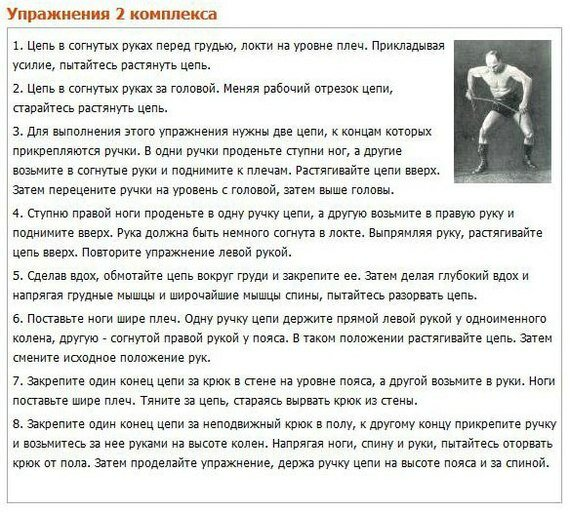 Упражнения 2 комплекса
1. Цепь в согнутых руках перед грудью, локти на уровне плеч. Прикладывая
усилие, пытайтесь растянуть цепь.
2. Цепь в согнутых руках за головой. Меняя рабочий отрезок цепи,
старайтесь растянуть цепь.
3. Для выполнения этого упражнения нужны две цепи, к концам которых
прикрепляются ручки. В одни ручки проденьте ступни ног, а другие
возьмите в согнутые руки и поднимите к плечам. Растягивайте цепи вверх.
Затем перецените ручки на уровень с головой, затем выше головы.
4. Ступню правой ноги проденьте в одну ручку цепи, а другую возьмите в правую руку и
поднимите вверх. Рука должна быть немного согнута в локте. Выпрямляя руку, растягивайте
цепь вверх. Повторите упражнение левой рукой.
5. Сделав вдох, обмотайте цепь вокруг груди и закрепите ее. Затем делая глубокий вдох и
напрягая грудные мышцы и широчайшие мышцы спины, пытайтесь разорвать цепь.
6. Поставьте ноги шире плеч. Одну ручку цепи держите прямой левой рукой у одноименного
колена, другую - согнутой правой рукой у пояса. В таком положении растягивайте цепь. Затем
смените исходное положение рук.
7. Закрепите один конец цепи за крюк в стене на уровне пояса, а другой возьмите в руки. Ноги
поставьте шире плеч. Тяните за цепь, стараясь вырвать крюк из стены.
8. Закрепите один конец цепи за неподвижный крюк в полу, к другому концу прикрепите ручку
и возьмитесь за нее руками на высоте колен. Напрягая ноги, спину и руки, пытайтесь оторвать
крюк от пола. Затем проделайте упражнение, держа ручку цепи на высоте пояса и за спиной.